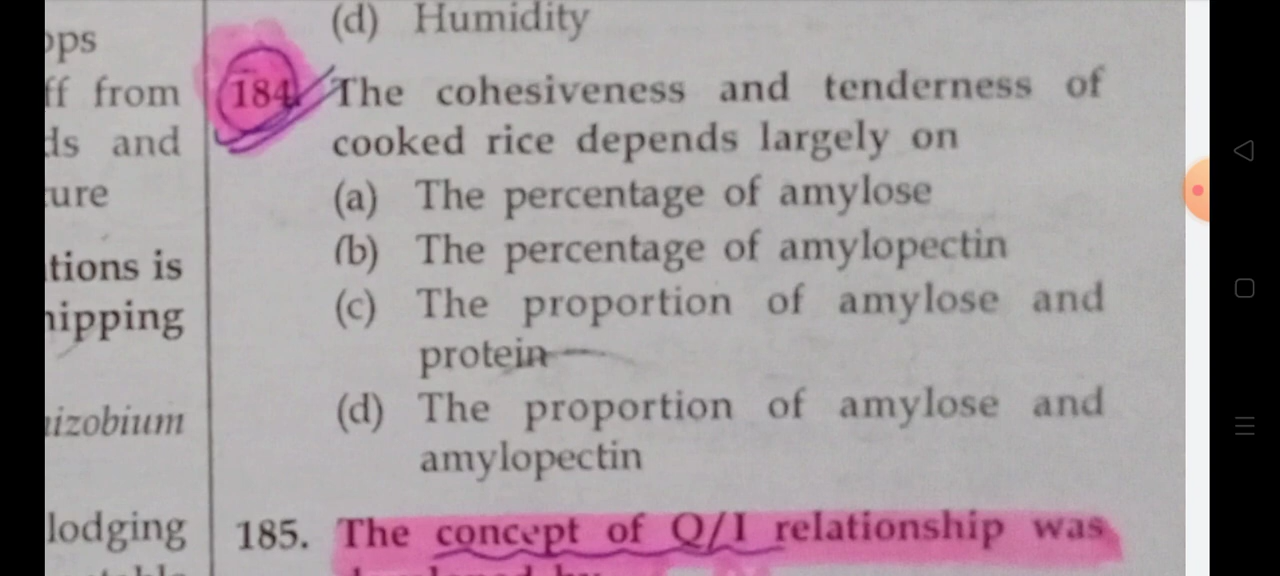 ops
ff from
ds and
ture
tions is
hipping
izobium
lodging
(d) Humidity
184. The cohesiveness and tenderness of
cooked rice depends largely on
(a) The percentage of amylose
(b) The percentage of amylopectin
(c) The proportion of amylose and
protein
(d) The proportion of amylose and
amylopectin
185. The concept of Q/I relationship was